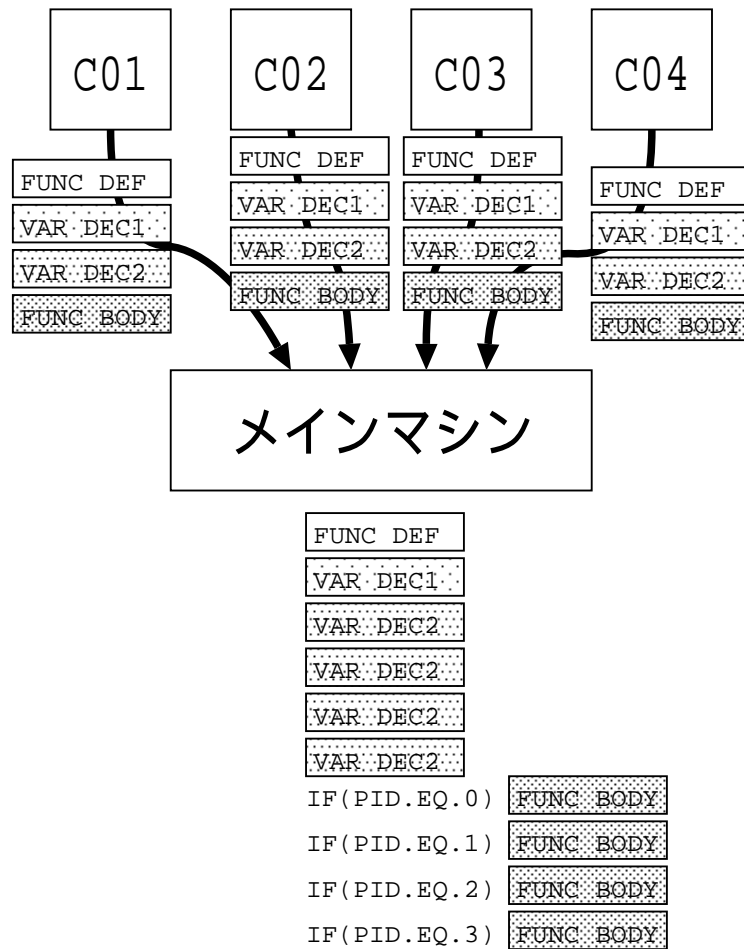 C01
C02
C03
C04
FUNC DEF
VAR DEC1
VAR DEC2
FUNC BODY
FUNC DEF
VAR DEC1
VAR DEC2
FUNC BODY
FUNC DEF
VAR DEC1
VAR DEC2
FUNC BODY
FUNC DEF
VAR DEC1
VAR DEC2
FUNC BODY
メインマシン
FUNC DEF
VAR DEC1
VAR DEC2
VAR DEC2
VAR DEC2
VAR DEC2
IF(PID.EQ.0) FUNC BODY
IF(PID.EQ.1) FUNC BODY
IF(PID.EQ.2) FUNC BODY
IF(PID.EQ.3) FUNC BODY